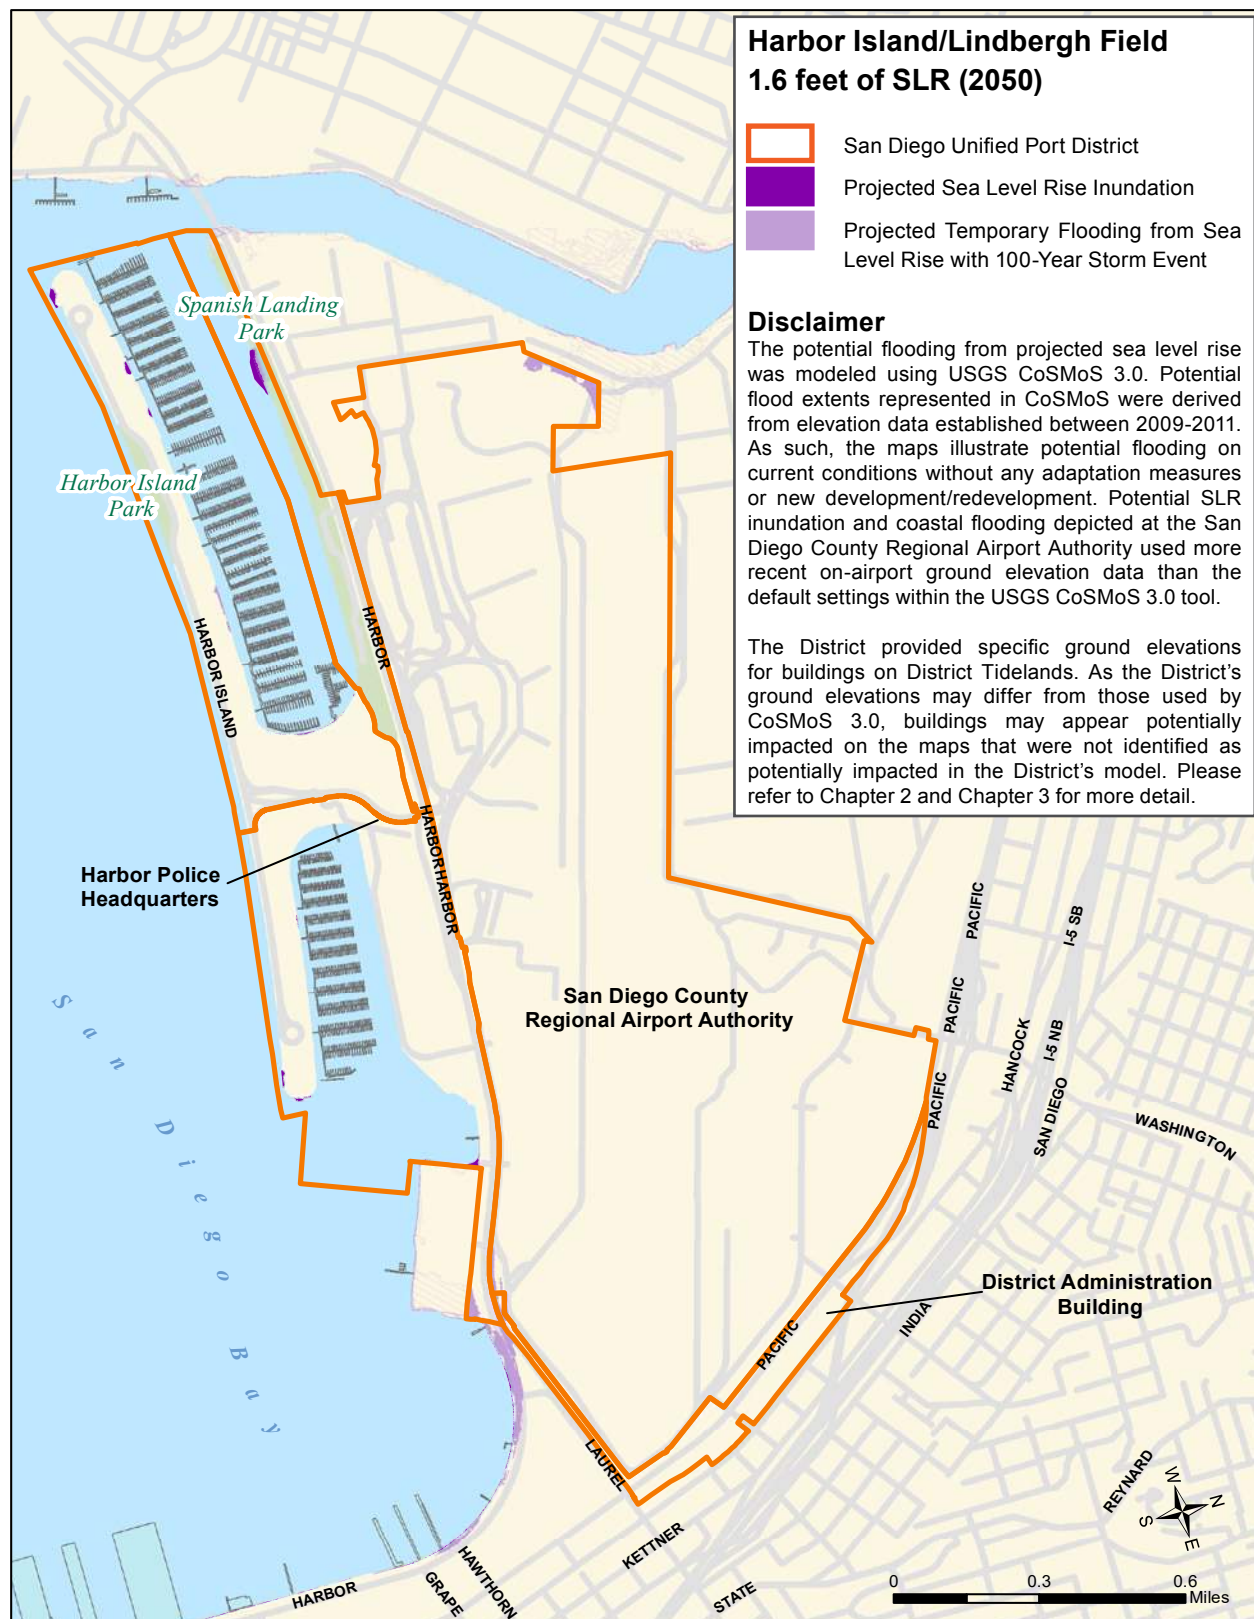 Harbor Island/Lindbergh Field
1.6 feet of SLR (2050)
San Diego Unified Port District
Projected Sea Level Rise Inundation
Projected Temporary Flooding from Sea
Level Rise with 100-Year Storm Event
Disclaimer
The potential flooding from projected sea level rise
was modeled using USGS CoSMoS 3.0. Potential
flood extents represented in CoSMoS were derived
from elevation data established between 2009-2011.
As such, the maps illustrate potential flooding on
current conditions without any adaptation measures
or new development/redevelopment. Potential SLR
inundation and coastal flooding depicted at the San
Diego County Regional Airport Authority used more
recent on-airport ground elevation data than the
default settings within the USGS CoSMoS 3.0 tool.
The District provided specific ground elevations
for buildings on District Tidelands. As the District's
ground elevations may differ from those used by
CoSMoS 3.0, buildings may appear potentially
impacted on the maps that were not identified as
potentially impacted in the District's model. Please
refer to Chapter 2 and Chapter 3 for more detail.
Spanish Landing
Park
Harbor Island
Park
HARBOR ISLAND
HARBOR
HARBOR
HARBOR
Harbor Police
Headquarters
San Diego County
Regional Airport Authority
San Diego Bay
PACIFIC
PACIFIC
PACIFIC
I-5 SB
I-5 NB
HANCOCK
SAN DIEGO
WASHINGTON
District Administration
Building
INDIA
PACIFIC
LAUREL
KETTNER
STATE
REYNARD
HAWTHORN
GRAPE
HARBOR
W
N
S
E
0
0.3
0.6
Miles